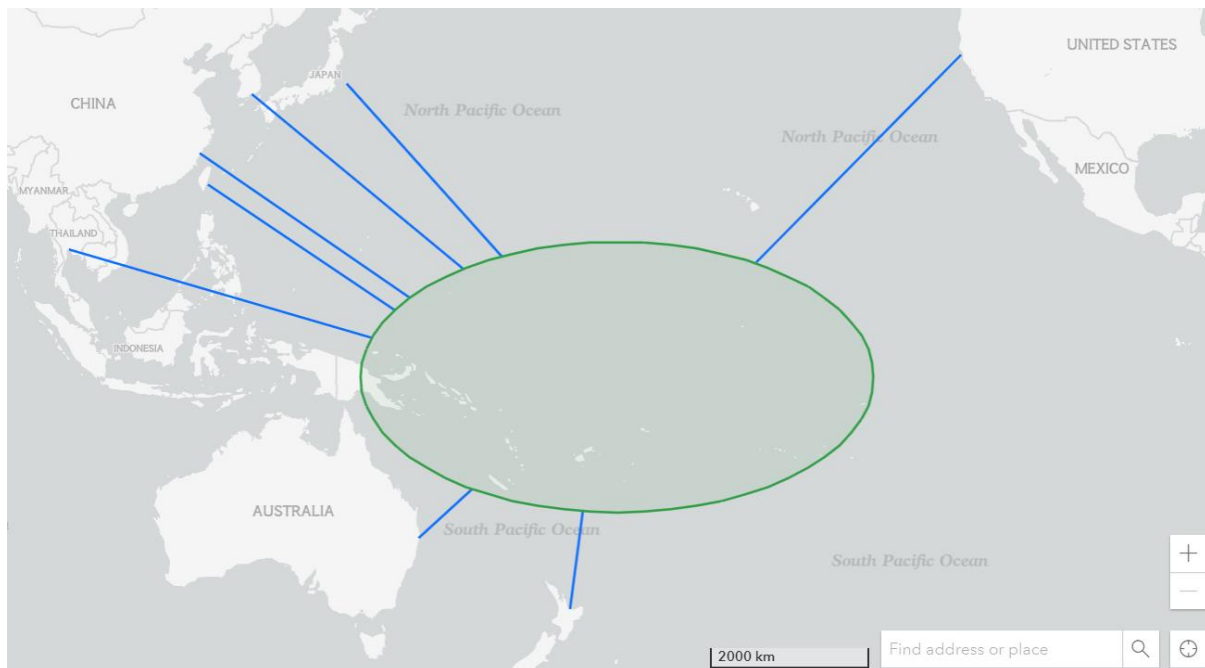 UNITED STATES
JAPAN
CHINA
North Pacific Ocean
North Pacific Ocean
MEXICO
MYANMAR
THAILAND
INDONESIA
AUSTRALIA
South Pacific Ocean
South Pacific Ocean
2000 km
Find address or place